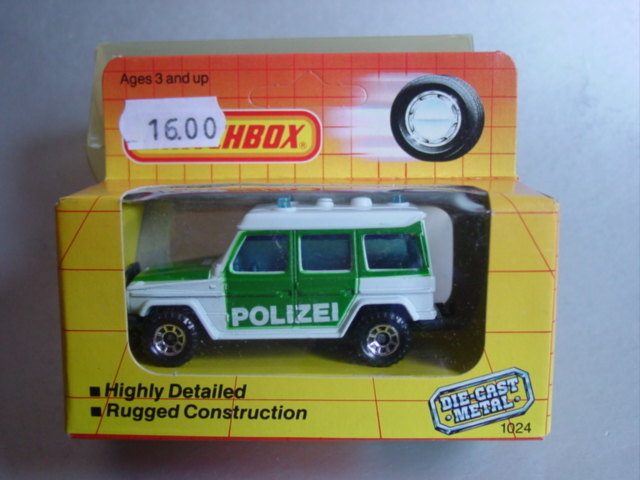 Ages 3 and up
16.00
HBOX
®
POLIZEI
Highly Detailed
Rugged Construction
DIE-CAST
METAL
1024